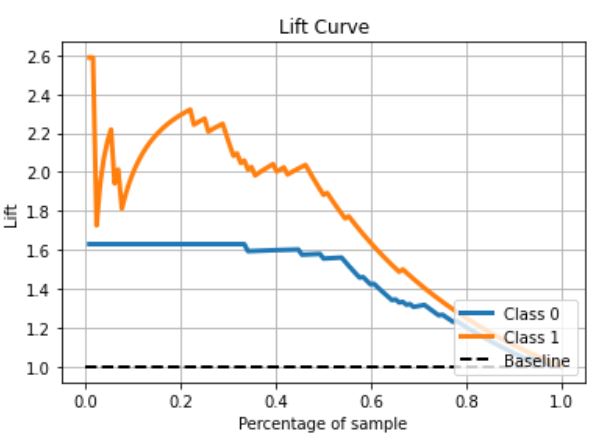 Lift Curve
2.6
2.4
2.2
2.0
1.8
1.6
1.4
1.2
1.0
Lift
0.0 0.2 0.4 0.6 0.8 1.0
Percentage of sample
Class 0
Class 1
Baseline